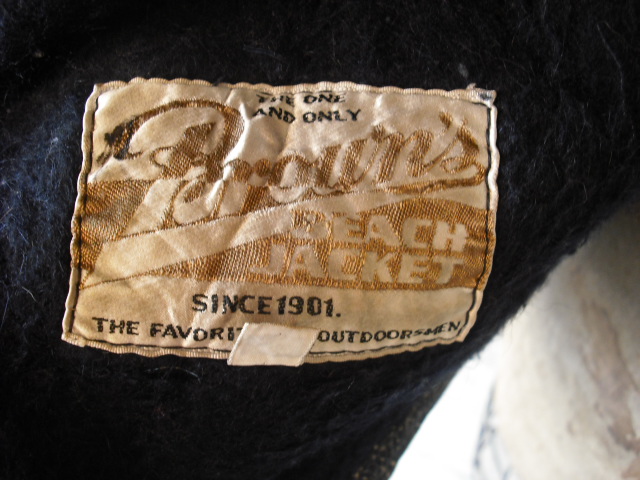 THE ONE
AND ONLY
Brown's
BEACH
JACKET
SINCE 1901.
THE FAVORI OUTDOORSMEN